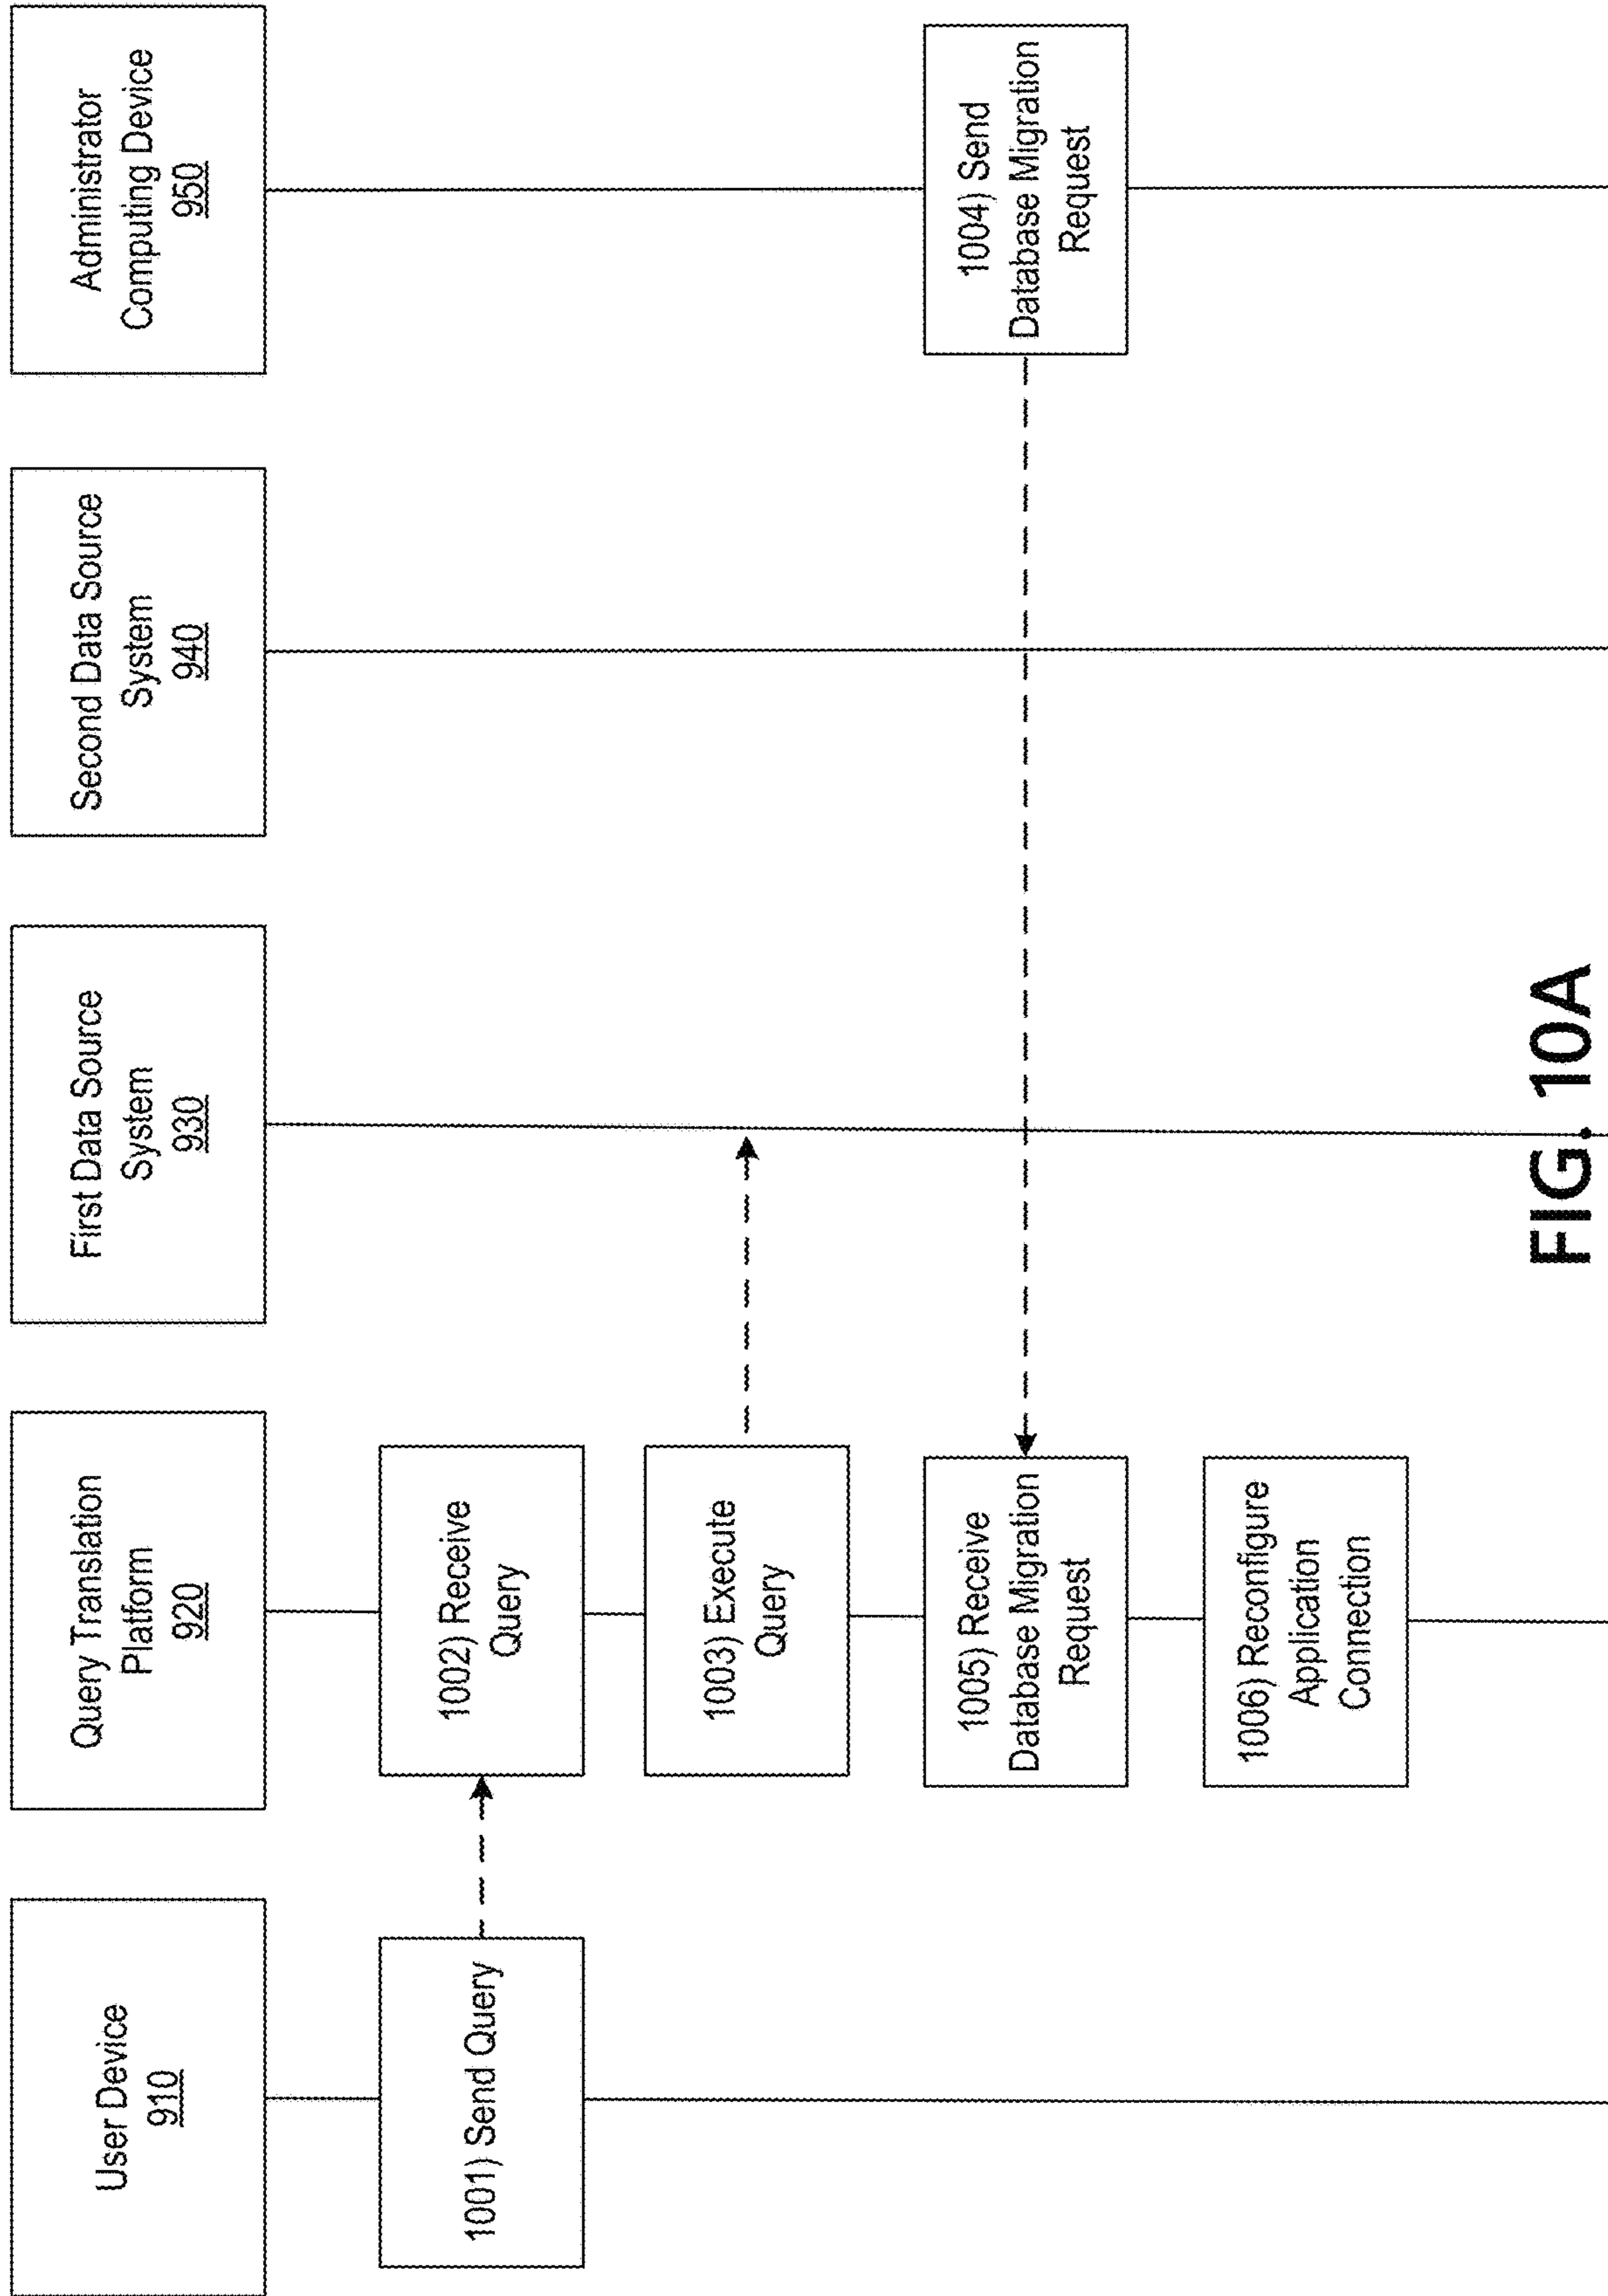 User Device
910
Query Translation
Platform
920
First Data Source
System
930
Second Data Source
System
940
Administrator
Computing Device
950
1001) Send Query
1002) Receive
Query
1003) Execute
Query
1004) Send
Database Migration
Request
1005) Receive
Database Migration
Request
1006) Reconfigure
Application
Connection
FIG. 10A